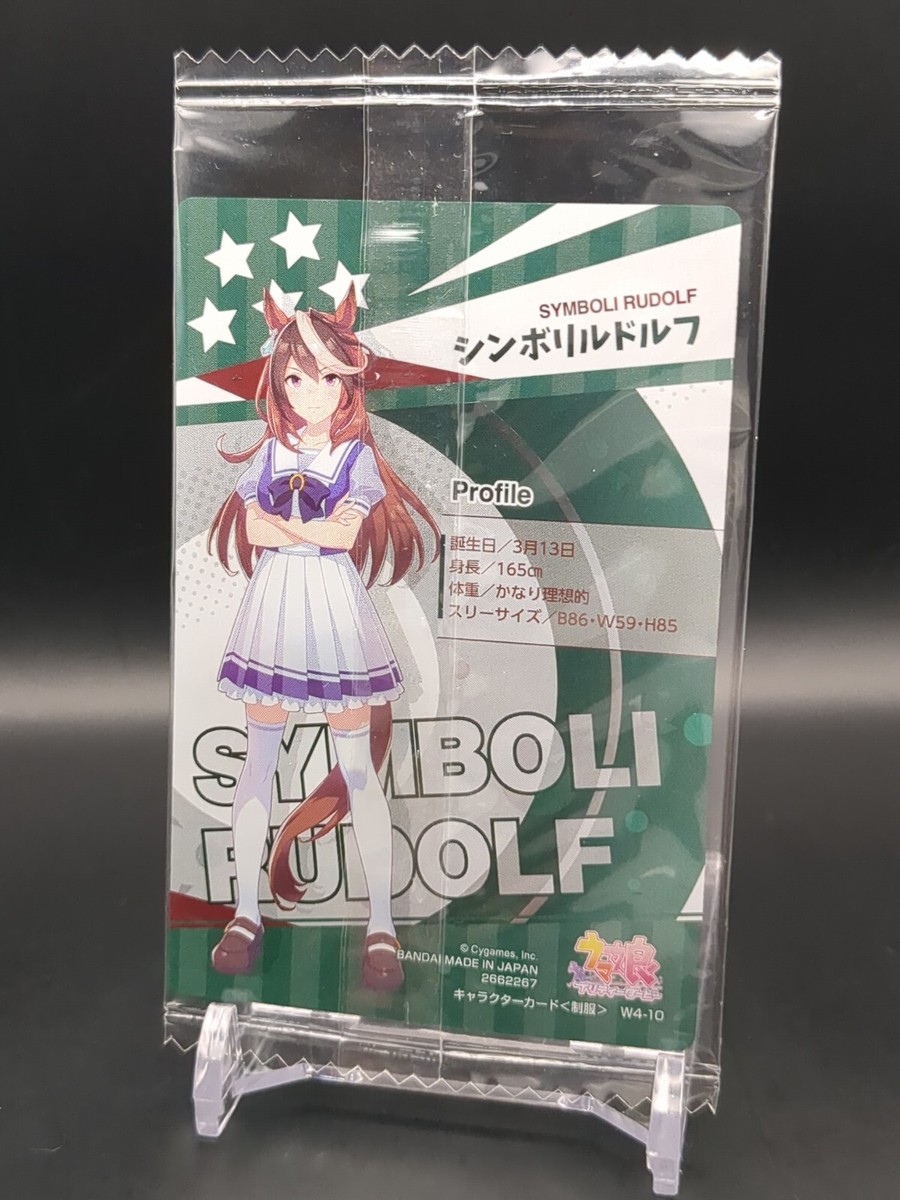 SYMBOLI RUDOLF
シンボリルドルフ
Profile
誕生日／3月13日
身長／165㎝
体重／かなり理想的
スリーサイズ／B86・W59・H85
SYMBOLI
RUDOLF
© Cygames, Inc.
BANDAI MADE IN JAPAN
2662267
キャラクターカード＜制服＞ W4-10
ウマ娘